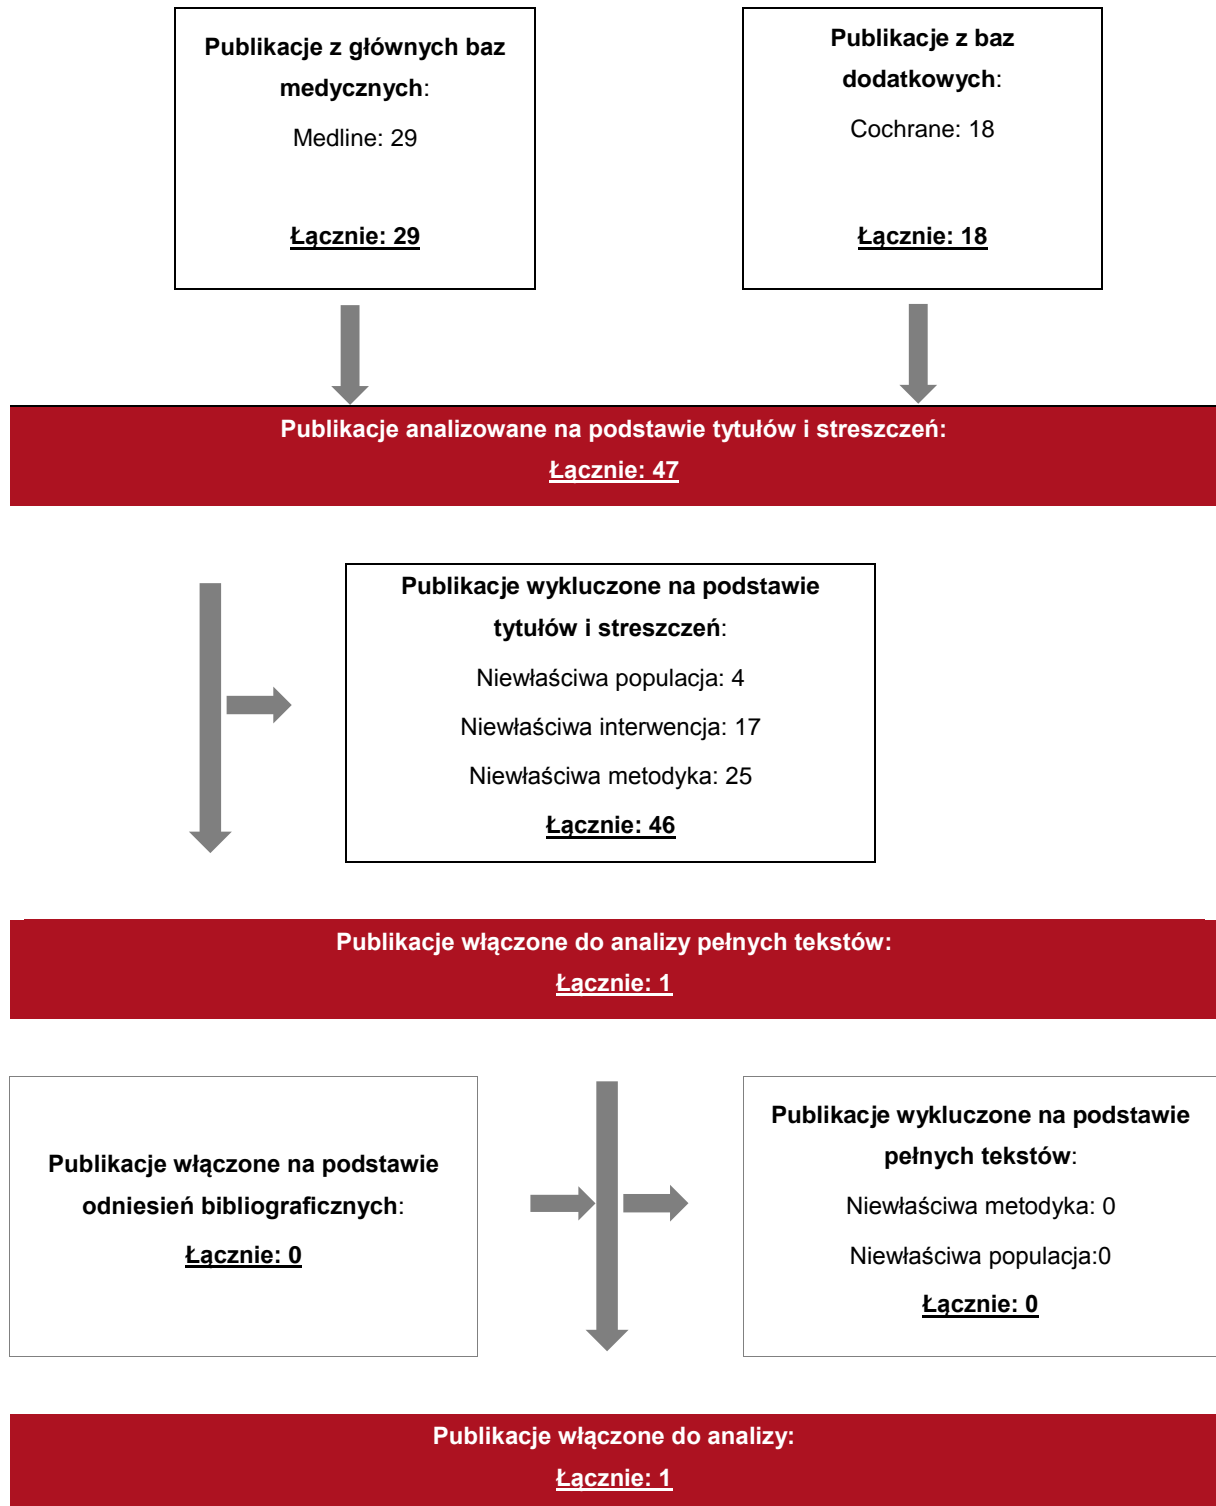 Publikacje z głównych baz
medycznych:
Medline: 29
Łącznie: 29
Publikacje z baz
dodatkowych:
Cochrane: 18
Łącznie: 18
Publikacje analizowane na podstawie tytułów i streszczeń:
Łącznie: 47
Publikacje wykluczone na podstawie
tytułów i streszczeń:
Niewłaściwa populacja: 4
Niewłaściwa interwencja: 17
Niewłaściwa metodyka: 25
Łącznie: 46
Publikacje włączone do analizy pełnych tekstów:
Łącznie: 1
Publikacje włączone na podstawie
odniesień bibliograficznych:
Łącznie: 0
Publikacje wykluczone na podstawie
pełnych tekstów:
Niewłaściwa metodyka: 0
Niewłaściwa populacja:0
Łącznie: 0
Publikacje włączone do analizy:
Łącznie: 1